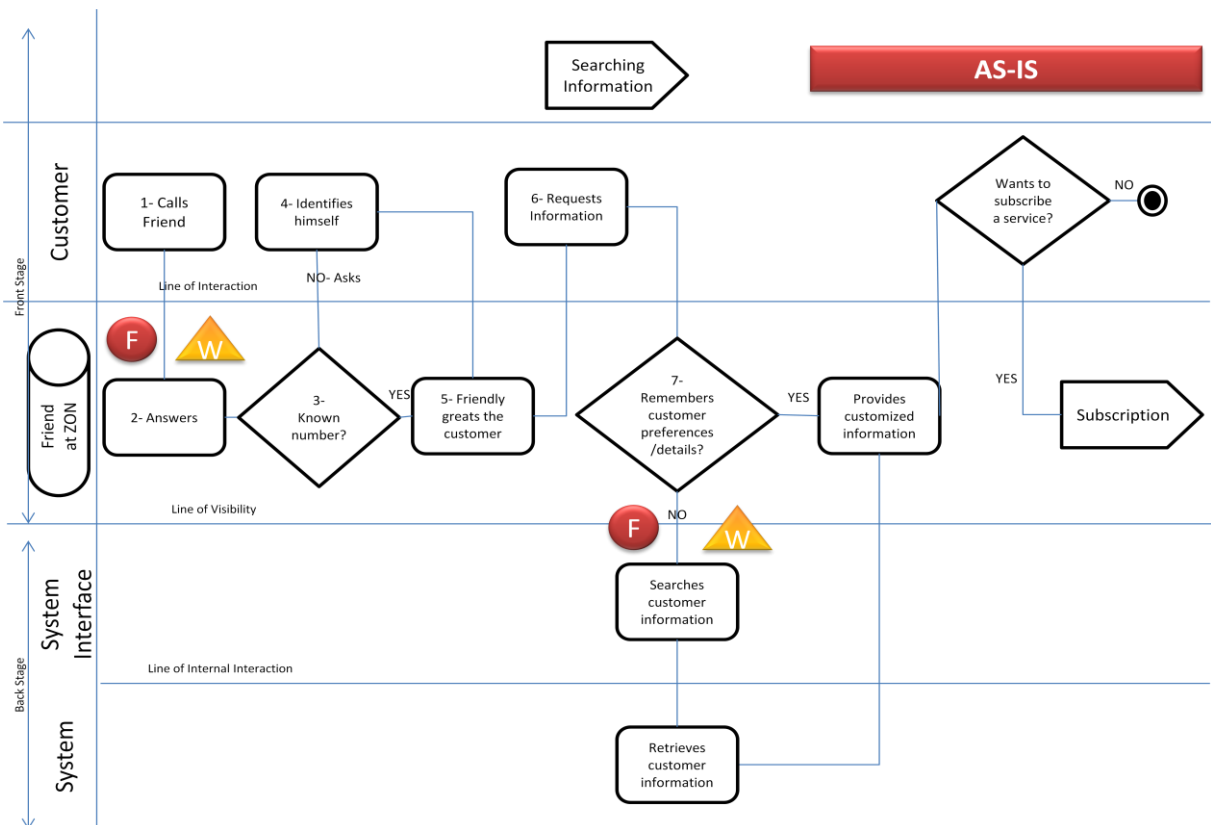 Searching
Information
AS-IS
Front Stage
Customer
1- Calls
Friend
4- Identifies
himself
6- Requests
Information
Wants to
subscribe
a service?
NO
NO- Asks
Line of Interaction
Friend
at ZON
F
W
2- Answers
3-
Known
number?
YES
5- Friendly
greats the
customer
7-
Remembers
customer
preferences
/details?
YES
Provides
customized
information
YES
Subscription
Line of Visibility
Back Stage
System
Interface
F
NO
W
Searches
customer
information
Line of Internal Interaction
System
Retrieves
customer
information